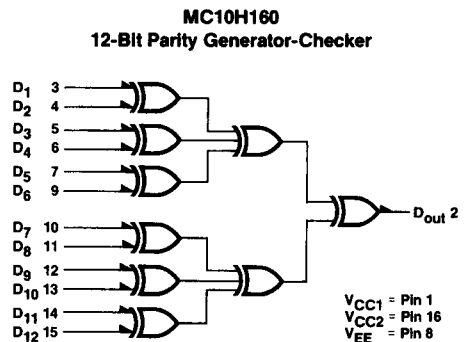 MC10H160
12-Bit Parity Generator-Checker
D1 3
D2 4
D3 5
D4 6
D5 7
D6 9
D7 10
D8 11
D9 12
D10 13
D11 14
D12 15
Dout 2
VCC1 = Pin 1
VCC2 = Pin 16
VEE = Pin 8